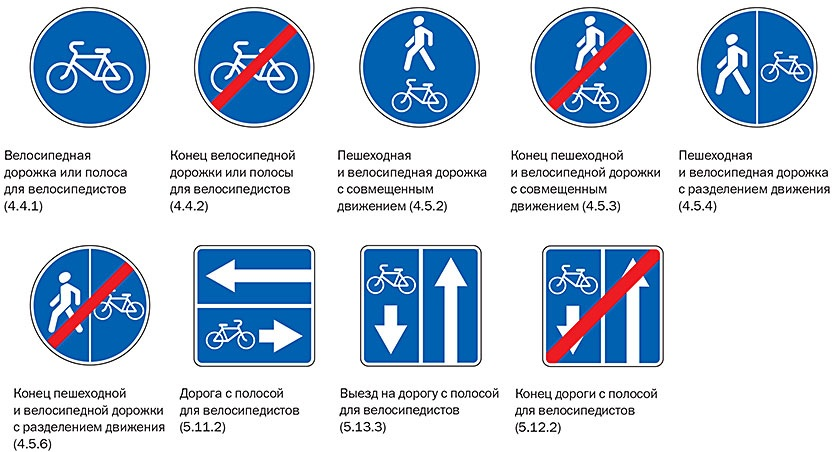 Велосипедная
дорожка или полоса
для велосипедистов
(4.4.1)
Конец велосипедной
дорожки или полосы
для велосипедистов
(4.4.2)
Пешеходная
и велосипедная дорожка
с совмещенным
движением (4.5.2)
Конец пешеходной
и велосипедной дорожки
с совмещенным
движением (4.5.3)
Пешеходная
и велосипедная дорожка
с разделением движения
(4.5.4)
Конец пешеходной
и велосипедной дорожки
с разделением движения
(4.5.6)
Дорога с полосой
для велосипедистов
(5.11.2)
Выезд на дорогу с полосой
для велосипедистов
(5.13.3)
Конец дороги с полосой
для велосипедистов
(5.12.2)